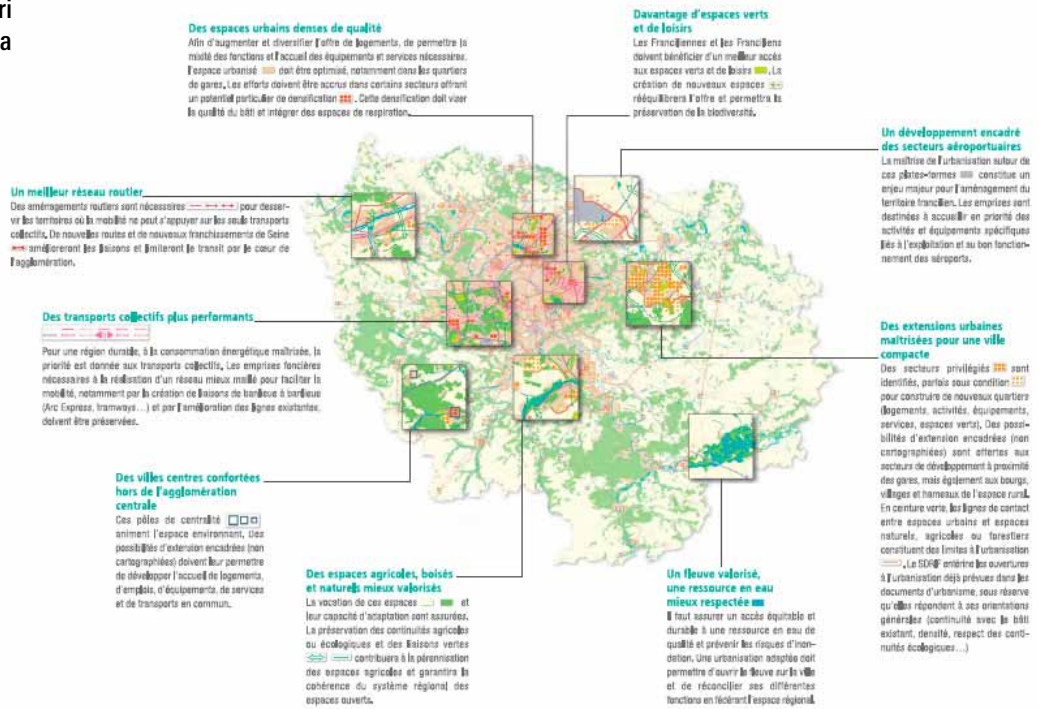 ri
a
Des espaces urbains denses de qualité
Afin d'augmenter et diversifier l'offre de logements, de permettre la
mixité des fonctions et l'accueil des équipements et services nécessaires,
l'espace urbanisé doit être optimisé, notamment dans les quartiers
de gares. Les efforts doivent être accrus dans certains secteurs offrant
un potentiel particulier de densification . Cette densification doit viser
la qualité du bâti et intégrer des espaces de respiration.
Davantage d'espaces verts
et de loisirs
Les Franciliennes et les Franciliens
doivent bénéficier d'un meilleur accès
aux espaces verts et de loisirs . La
création de nouveaux espaces
rééquilibrera l'offre et permettra la
préservation de la biodiversité.
Un développement encadré
des secteurs aéroportuaires
La maîtrise de l'urbanisation autour de
ces plates-formes constitue un
enjeu majeur pour l'aménagement du
territoire francilien. Les emprises sont
destinées à accueillir en priorité des
activités et équipements spécifiques
liés à l'exploitation et au bon fonction-
nement des aéroports.
Un meilleur réseau routier
Des aménagements routiers sont nécessaires pour desser-
vir les territoires où la mobilité ne peut s'appuyer sur les seuls transports
collectifs. De nouvelles routes et de nouveaux franchissements de Seine
amélioreront les liaisons et limiteront le transit par le cœur de
l'agglomération.
Des transports collectifs plus performants
Pour une région durable, à la consommation énergétique maîtrisée, la
priorité est donnée aux transports collectifs. Les emprises foncières
nécessaires à la réalisation d'un réseau mieux maillé pour faciliter la
mobilité, notamment par la création de liaisons de banlieue à banlieue
(Arc Express, tramways...) et par l'amélioration des lignes existantes,
doivent être préservées.
Des extensions urbaines
maîtrisées pour une ville
compacte
Des secteurs privilégiés sont
identifiés, parfois sous condition
pour construire de nouveaux quartiers
(logements, activités, équipements,
services, espaces verts). Des possi-
bilités d'extension encadrées (non
cartographiées) sont offertes aux
secteurs de développement à proximité
des gares, mais également aux bourgs,
villages et hameaux de l'espace rural.
En ceinture verte, les lignes de contact
entre espaces urbains et espaces
naturels, agricoles ou forestiers
constituent des limites à l'urbanisation
. Le SDRIF entérine les ouvertures
à l'urbanisation déjà prévues dans les
documents d'urbanisme, sous réserve
qu'elles répondent à ses orientations
générales (continuité avec le bâti
existant, densité, respect des conti-
nuités écologiques...)
Des villes centres confortées
hors de l'agglomération
centrale
Ces pôles de centralité
animent l'espace environnant. Des
possibilités d'extension encadrées (non
cartographiées) doivent leur permettre
de développer l'accueil de logements,
d'emplois, d'équipements, de services
et de transports en commun.
Des espaces agricoles, boisés
et naturels mieux valorisés
La vocation de ces espaces et
leur capacité d'adaptation sont assurées.
La préservation des continuités agricoles
ou écologiques et des liaisons vertes
contribuera à la pérennisation
des espaces agricoles et garantira la
cohérence du système régional des
espaces ouverts.
Un fleuve valorisé,
une ressource en eau
mieux respectée
Il faut assurer un accès équitable et
durable à une ressource en eau de
qualité et prévenir les risques d'inon-
dation. Une urbanisation adaptée doit
permettre d'ouvrir le fleuve sur la ville
et de réconcilier ses différentes
fonctions en fédérant l'espace régional.